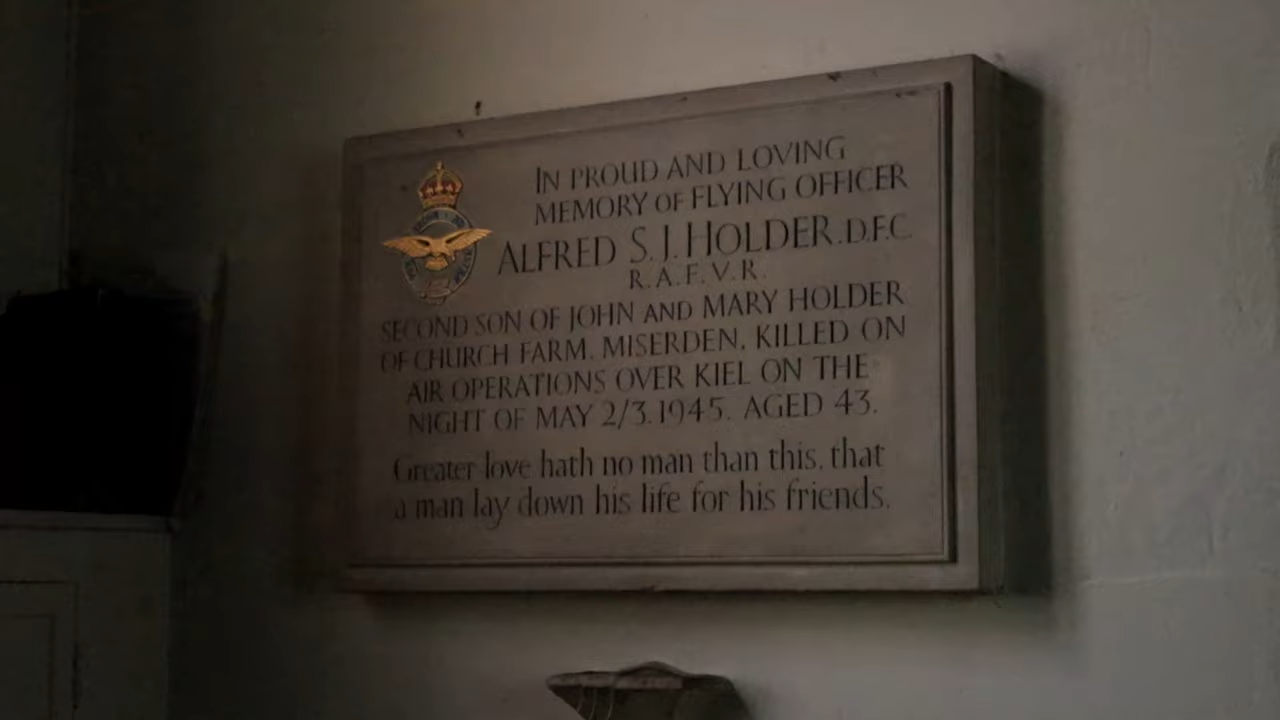 IN PROUD AND LOVING
MEMORY OF FLYING OFFICER
ALFRED S.J. HOLDER. D.F.C.
R.A.F.V.R.
SECOND SON OF JOHN AND MARY HOLDER
OF CHURCH FARM. MISERDEN, KILLED ON
AIR OPERATIONS OVER KIEL ON THE
NIGHT OF MAY 2/3.1945. AGED 43.
Greater love hath no man than this, that
a man lay down his life for his friends.